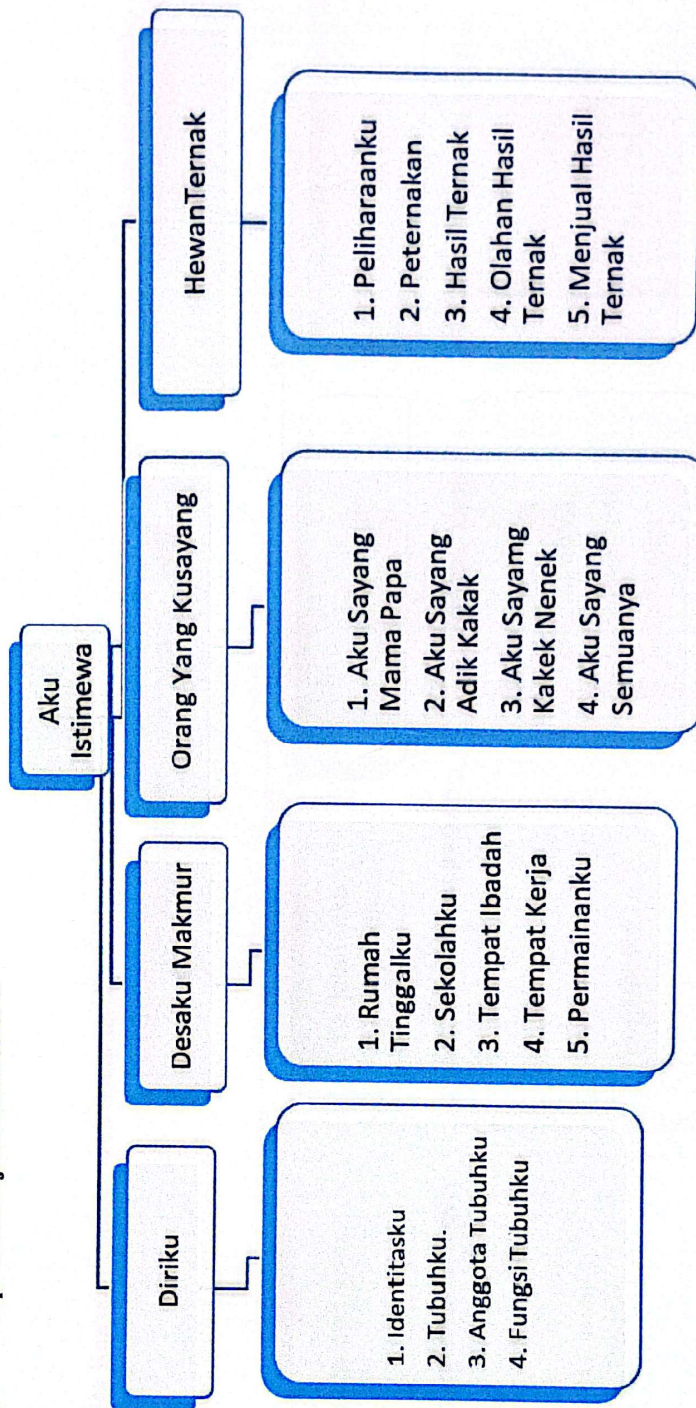 Aku
Istimewa
Diriku
1. Identitasku
2. Tubuhku.
3. Anggota Tubuhku
4. Fungsi Tubuhku
Desaku Makmur
1. Rumah
Tinggalku
2. Sekolahku
3. Tempat Ibadah
4. Tempat Kerja
5. Permainanku
Orang Yang Kusayang
1. Aku Sayang
Mama Papa
2. Aku Sayang
Adik Kakak
3. Aku Sayamg
Kakek Nenek
4. Aku Sayang
Semuanya
HewanTernak
1. Peliharaanku
2. Peternakan
3. Hasil Ternak
4. Olahan Hasil
Ternak
5. Menjual Hasil
Ternak